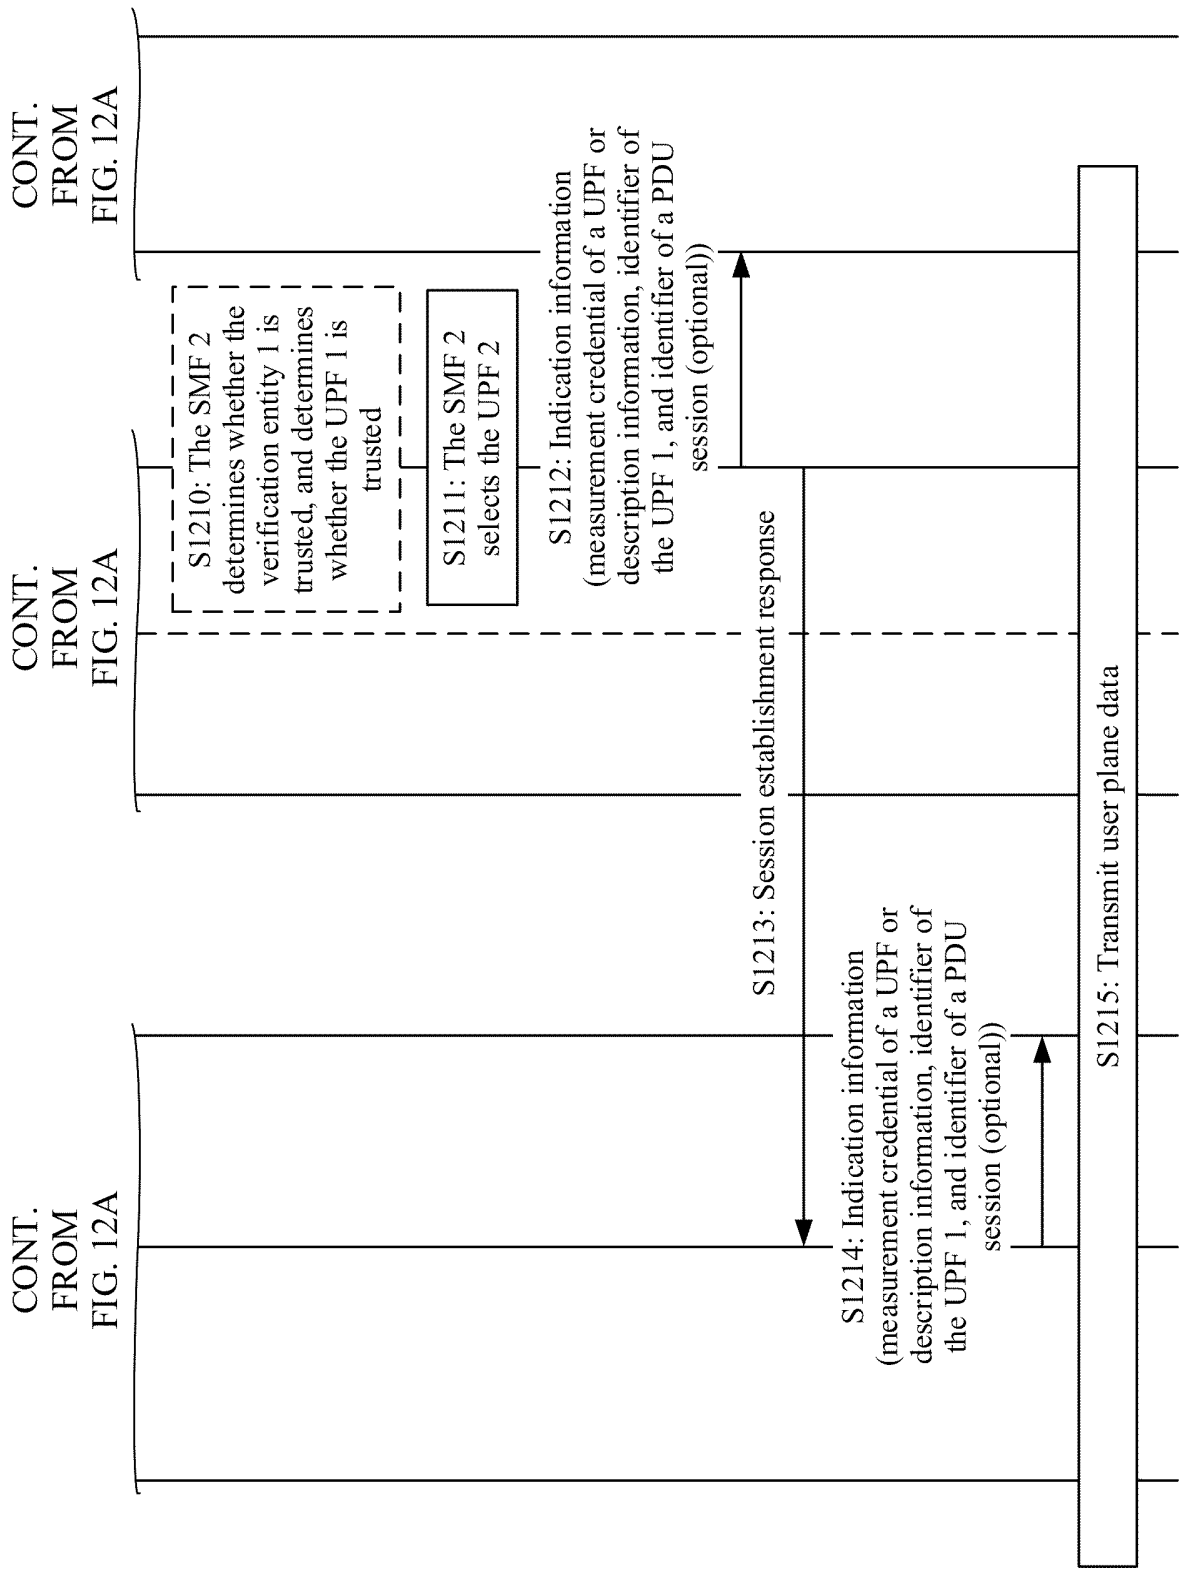 CONT.
FROM
FIG. 12A
CONT.
FROM
FIG. 12A
CONT.
FROM
FIG. 12A
S1210: The SMF 2
determines whether the
verification entity 1 is
trusted, and determines
whether the UPF 1 is
trusted
S1211: The SMF 2
selects the UPF 2
S1212: Indication information
(measurement credential of a UPF or
description information, identifier of
the UPF 1, and identifier of a PDU
session (optional))
S1213: Session establishment response
S1214: Indication information
(measurement credential of a UPF or
description information, identifier of
the UPF 1, and identifier of a PDU
session (optional))
S1215: Transmit user plane data